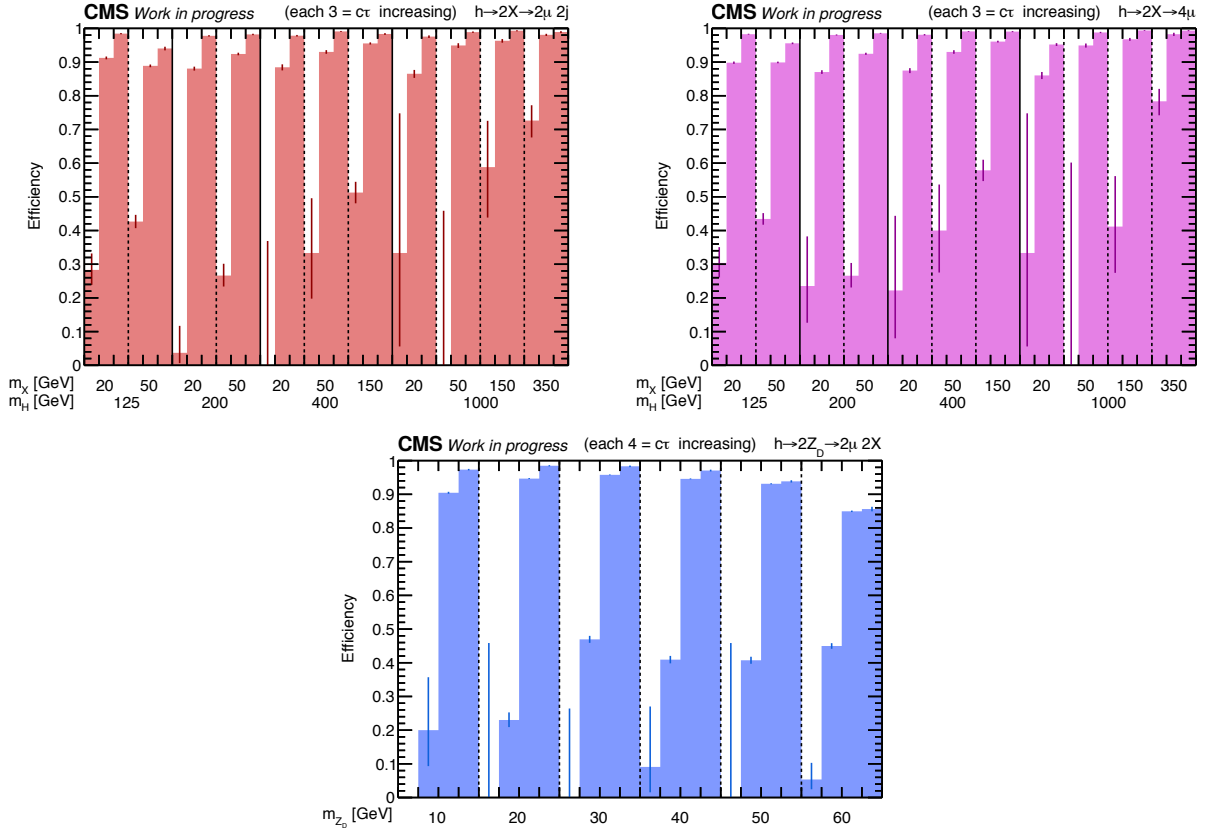 CMS Work in progress (each 3 = cτ increasing) h→2X→2μ 2j
1
0.9
0.8
0.7
0.6
0.5
0.4
0.3
0.2
0.1
0
Efficiency
20 50 20 50 20 50 150 20 50 150 350
m_X [GeV]
125 200 400 1000
m_H [GeV]
CMS Work in progress (each 3 = cτ increasing) h→2X→4μ
1
0.9
0.8
0.7
0.6
0.5
0.4
0.3
0.2
0.1
0
Efficiency
20 50 20 50 20 50 150 20 50 150 350
m_X [GeV]
125 200 400 1000
m_H [GeV]
CMS Work in progress (each 4 = cτ increasing) h→2Z_D→2μ 2X
1
0.9
0.8
0.7
0.6
0.5
0.4
0.3
0.2
0.1
0
Efficiency
m_{Z_D} [GeV] 10 20 30 40 50 60